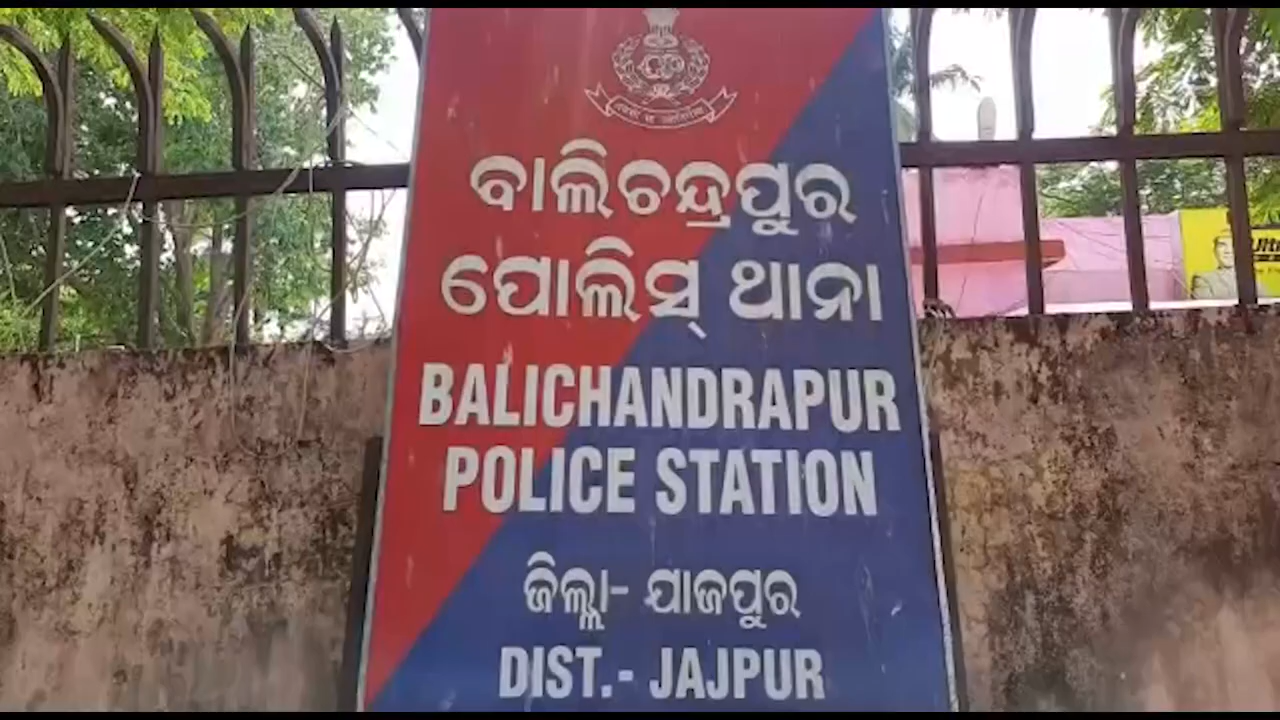 ବାଲିଚନ୍ଦ୍ରପୁର
ପୋଲିସ୍ ଥାନା
BALICHANDRAPUR
POLICE STATION
ଜିଲ୍ଲା- ଯାଜପୁର
DIST.- JAJPUR